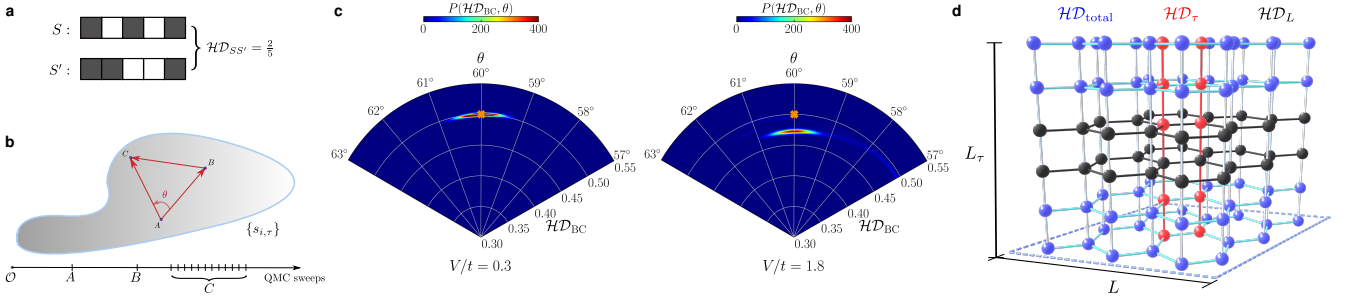 a
S :
S′ :
𝓗𝓓SS′ = 2/5
b
C
B
θ
A
{s_{i,τ}}
𝒪
A
B
C
QMC sweeps
c
P(𝓗𝓓_BC, θ)
0 200 400
θ
63° 62° 61° 60° 59° 58° 57°
0.55
0.50
0.45
0.40
0.35
0.30
𝓗𝓓_BC
V/t = 0.3
P(𝓗𝓓_BC, θ)
0 200 400
θ
63° 62° 61° 60° 59° 58° 57°
0.55
0.50
0.45
0.40
0.35
0.30
𝓗𝓓_BC
V/t = 1.8
d
𝓗𝓓_total 𝓗𝓓_τ 𝓗𝓓_L
L_τ
L